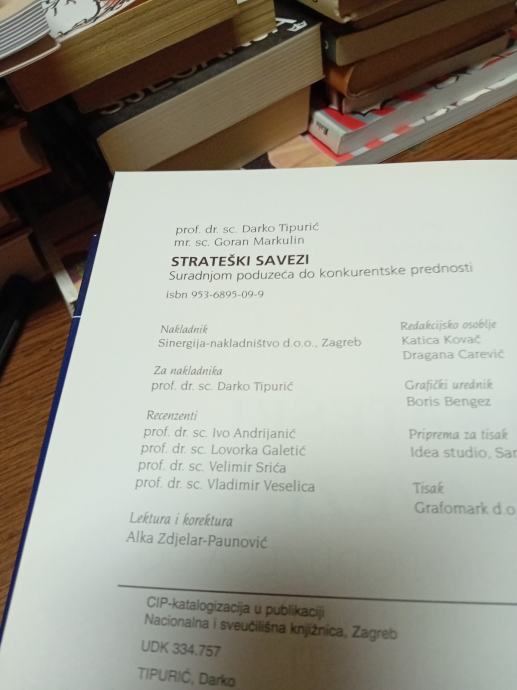 prof. dr. sc. Darko Tipurić
mr. sc. Goran Markulin
STRATEŠKI SAVEZI
Suradnjom poduzeća do konkurentske prednosti
isbn 953-6895-09-9
Nakladnik
Sinergija-nakladništvo d.o.o., Zagreb
Za nakladnika
prof. dr. sc. Darko Tipurić
Recenzenti
prof. dr. sc. Ivo Andrijanić
prof. dr. sc. Lovorka Galetić
prof. dr. sc. Velimir Srića
prof. dr. sc. Vladimir Veselica
Lektura i korektura
Alka Zdjelar-Paunović
Redakcijsko osoblje
Katica Kovač
Dragana Carević
Grafički urednik
Boris Bengez
Priprema za tisak
Idea studio,
Tisak
Grafomark d.o
CIP-katalogizacija u publikaciji
Nacionalna i sveučilišna knjižnica, Zagreb
UDK 334.757
TIPURIĆ, Darko